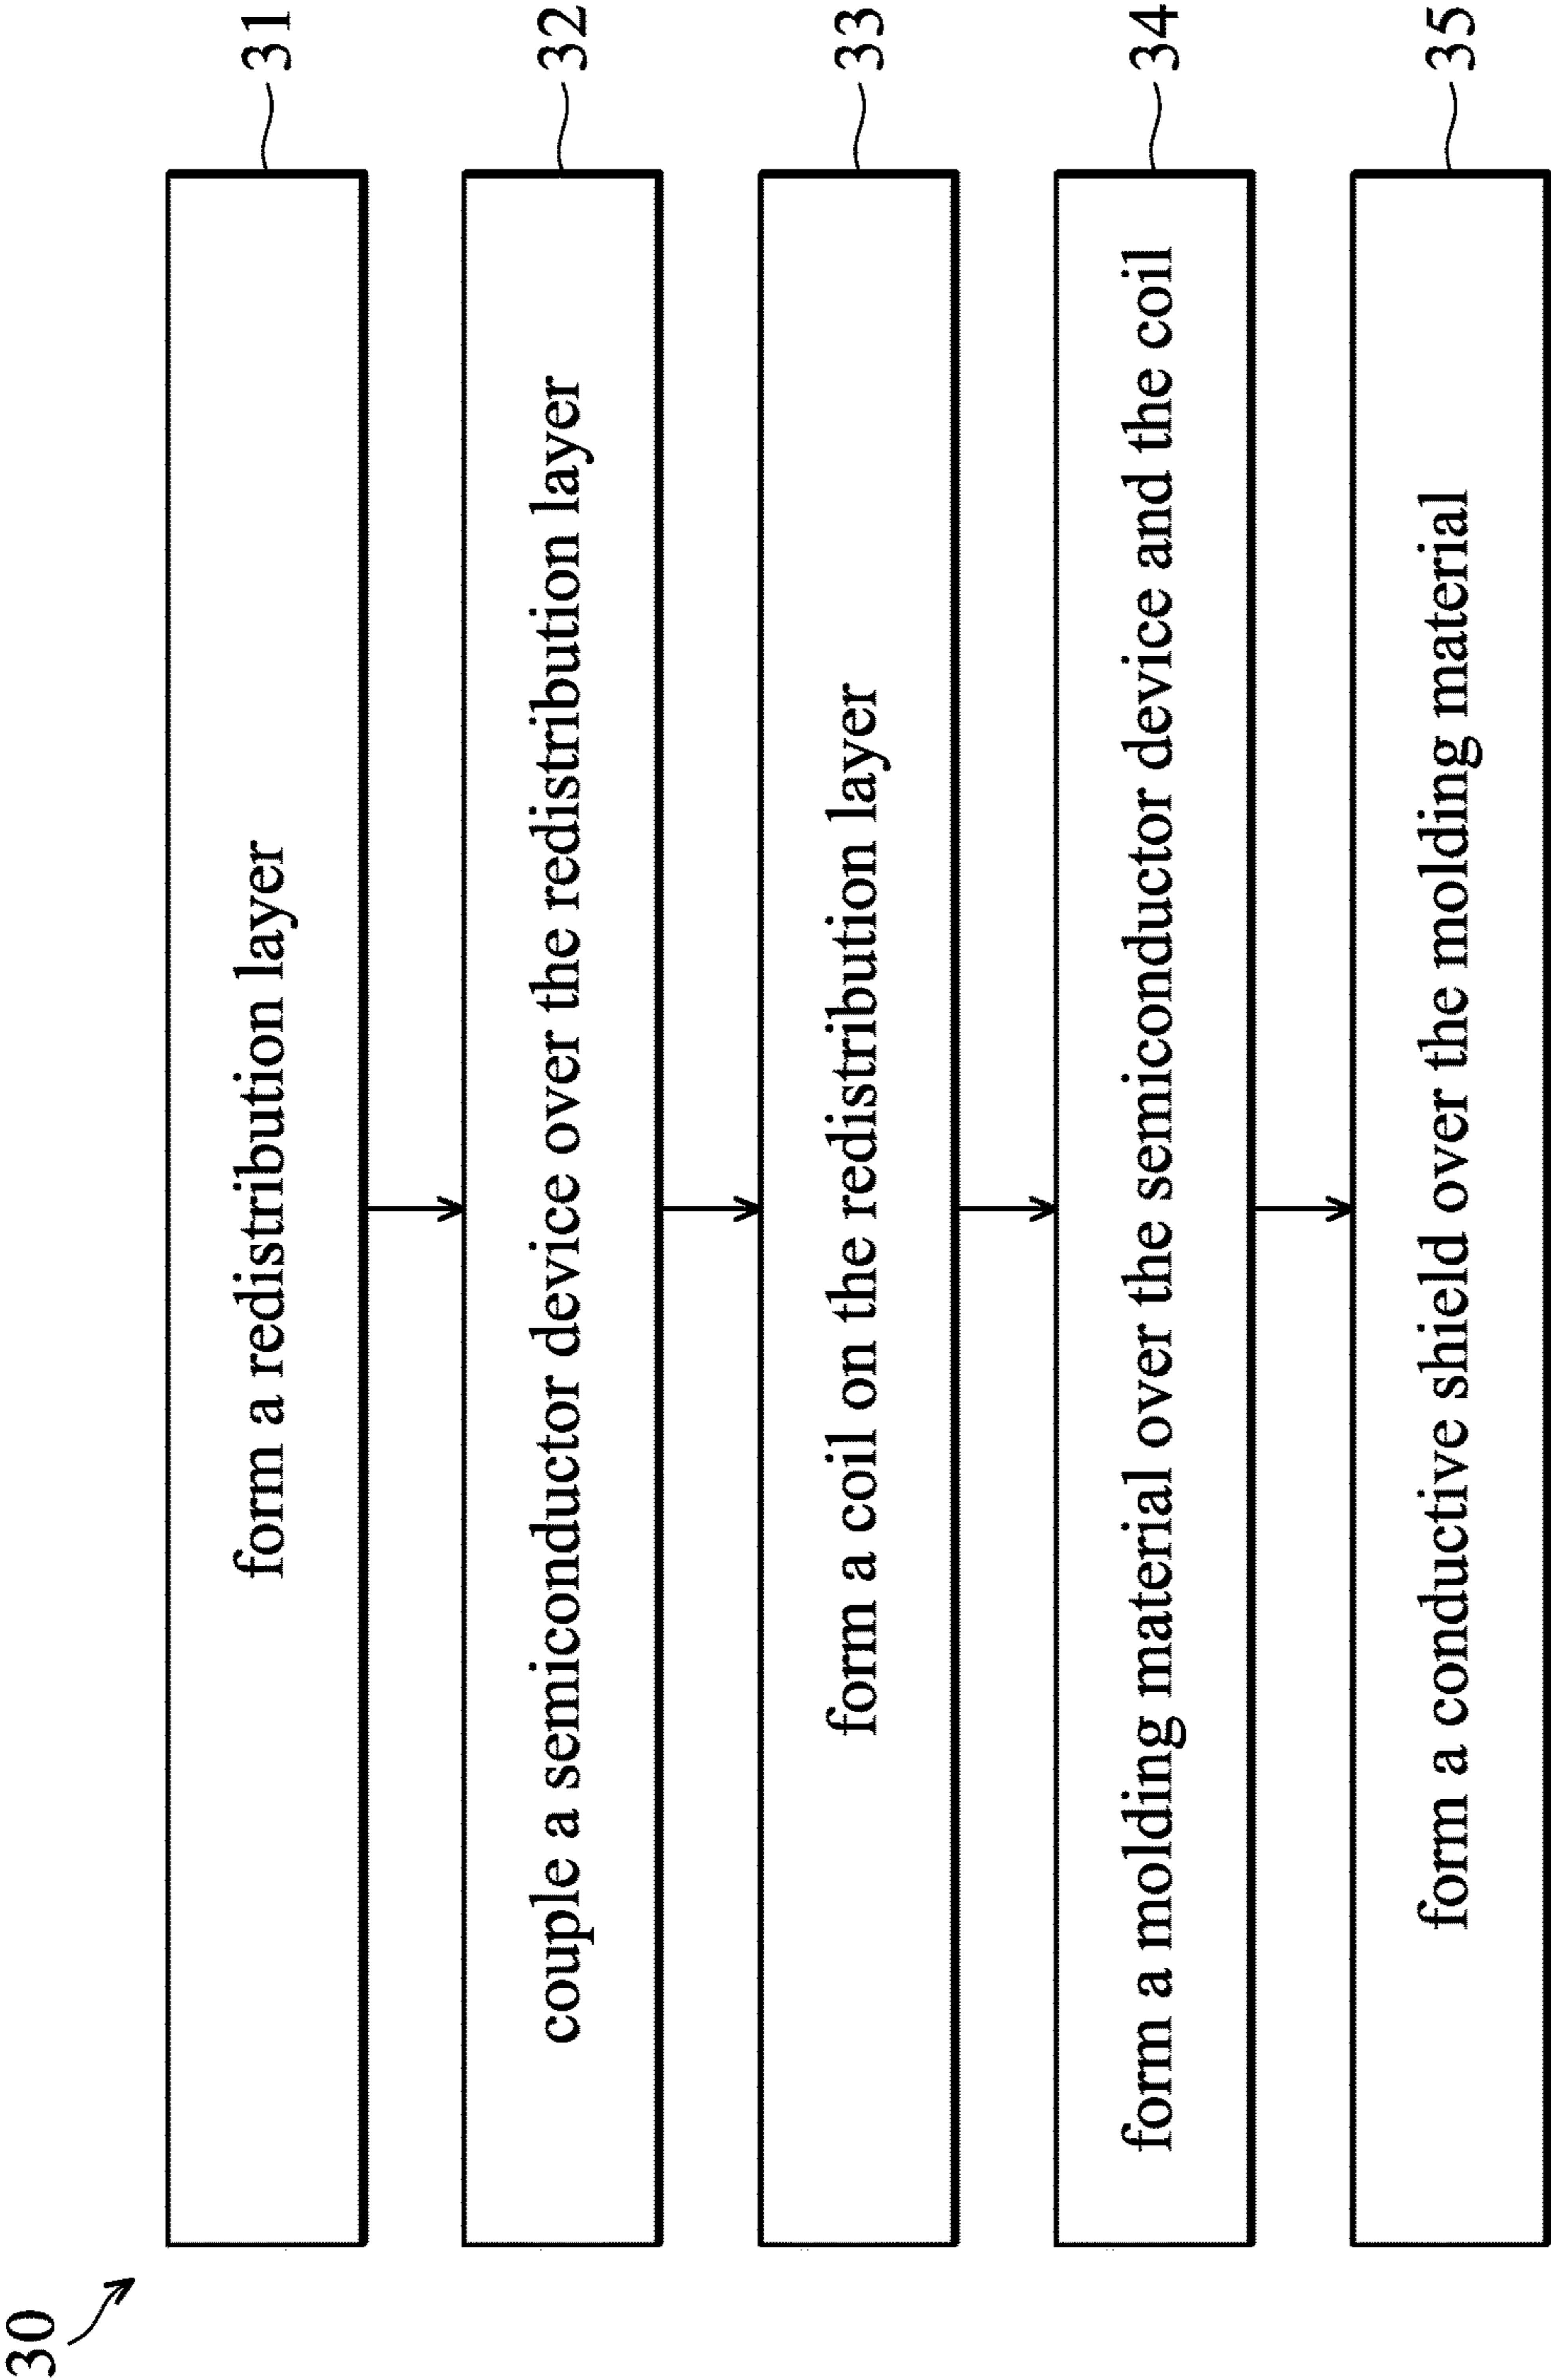 30
form a redistribution layer
31
couple a semiconductor device over the redistribution layer
32
form a coil on the redistribution layer
33
form a molding material over the semiconductor device and the coil
34
form a conductive shield over the molding material
35